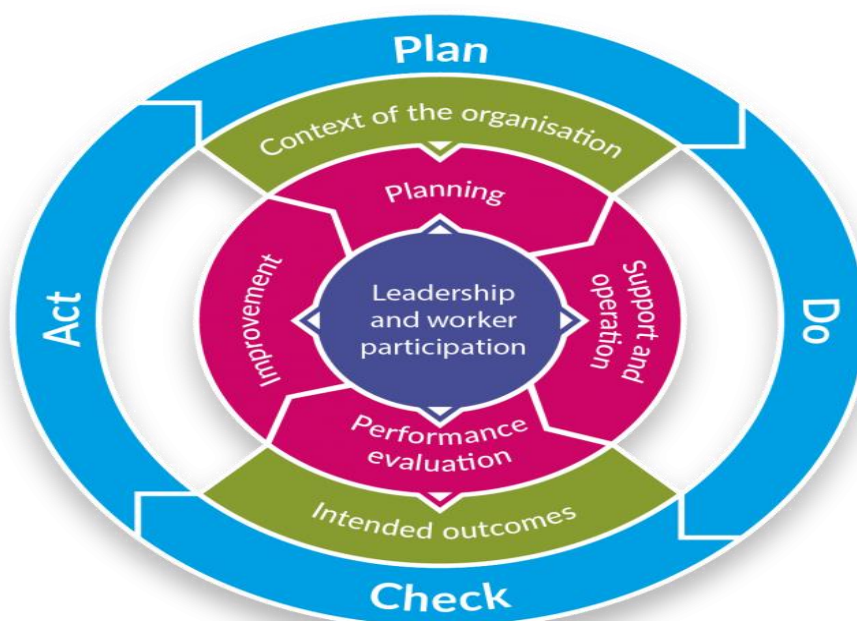 Plan
Context of the organisation
Planning
Act
Improvement
Leadership
and worker
participation
Support and
operation
Do
Performance
evaluation
Intended outcomes
Check